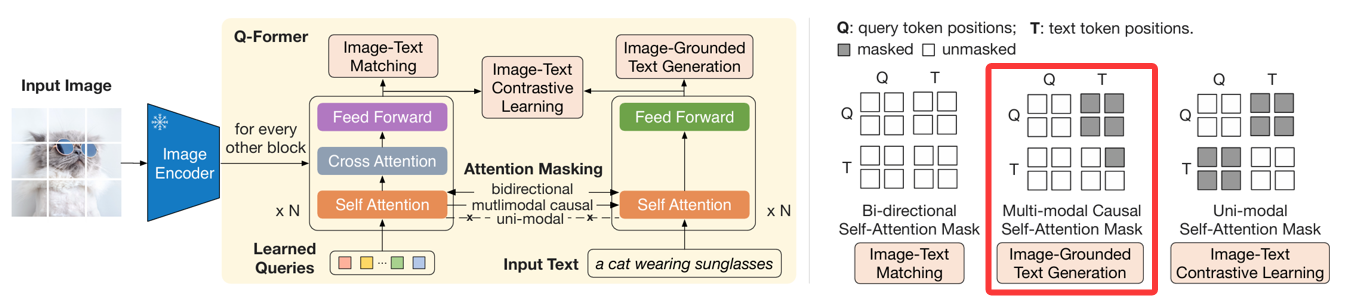 Input Image
Image
Encoder
for every
other block
Q-Former
Image-Text
Matching
Image-Text
Contrastive
Learning
Image-Grounded
Text Generation
Feed Forward
Cross Attention
Self Attention
x N
Feed Forward
Self Attention
x N
Attention Masking
bidirectional
mutlimodal causal
uni-modal
x
x
Learned
Queries
...
Input Text
a cat wearing sunglasses
Q: query token positions; T: text token positions.
masked unmasked
Q T
Q
T
Bi-directional
Self-Attention Mask
Image-Text
Matching
Q T
Q
T
Multi-modal Causal
Self-Attention Mask
Image-Grounded
Text Generation
Q T
Q
T
Uni-modal
Self-Attention Mask
Image-Text
Contrastive Learning